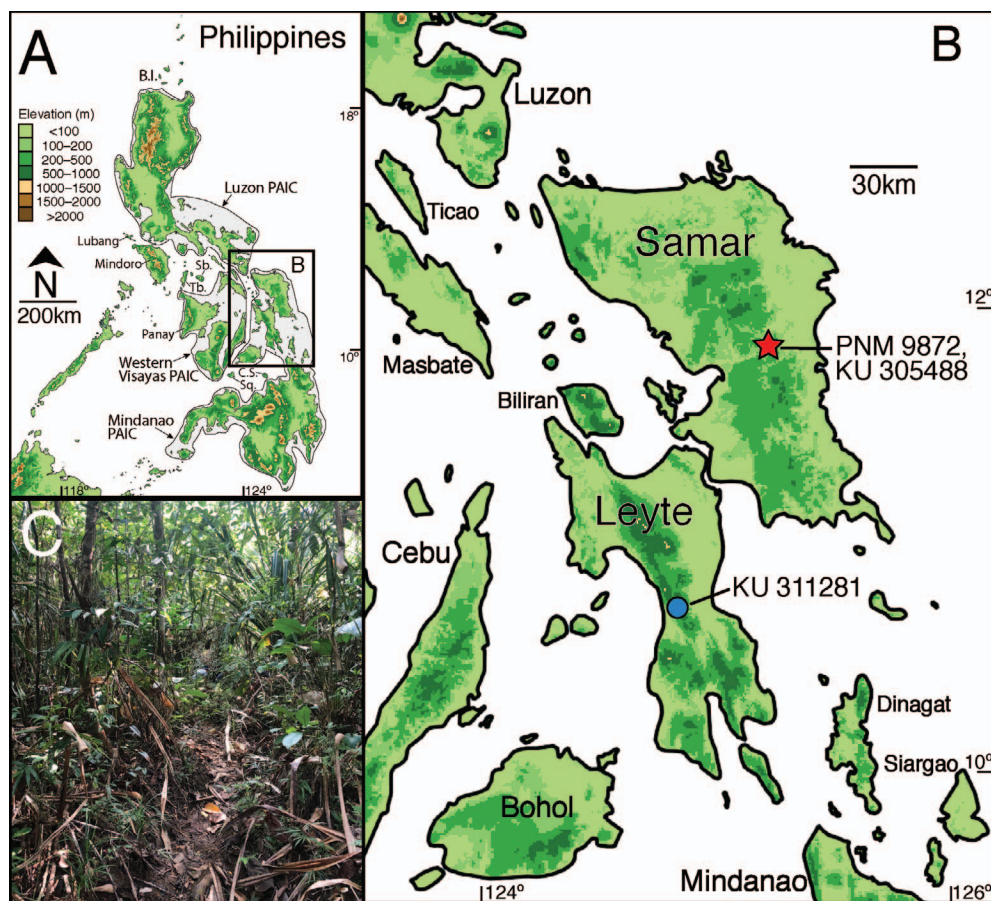 A
Philippines
B.I.
18°
Elevation (m)
<100
100–200
200–500
500–1000
1000–1500
1500–2000
>2000
Luzon PAIC
Lubang
Mindoro
Sb.
B
N
Tb.
200km
Panay
10°
Western
Visayas PAIC
C.S.
Sq.
Mindanao
PAIC
118°
124°
B
Luzon
30km
Ticao
Samar
12°
Masbate
PNM 9872,
KU 305488
Biliran
Leyte
Cebu
KU 311281
Dinagat
Siargao
10°
Bohol
Mindanao
124°
126°
C